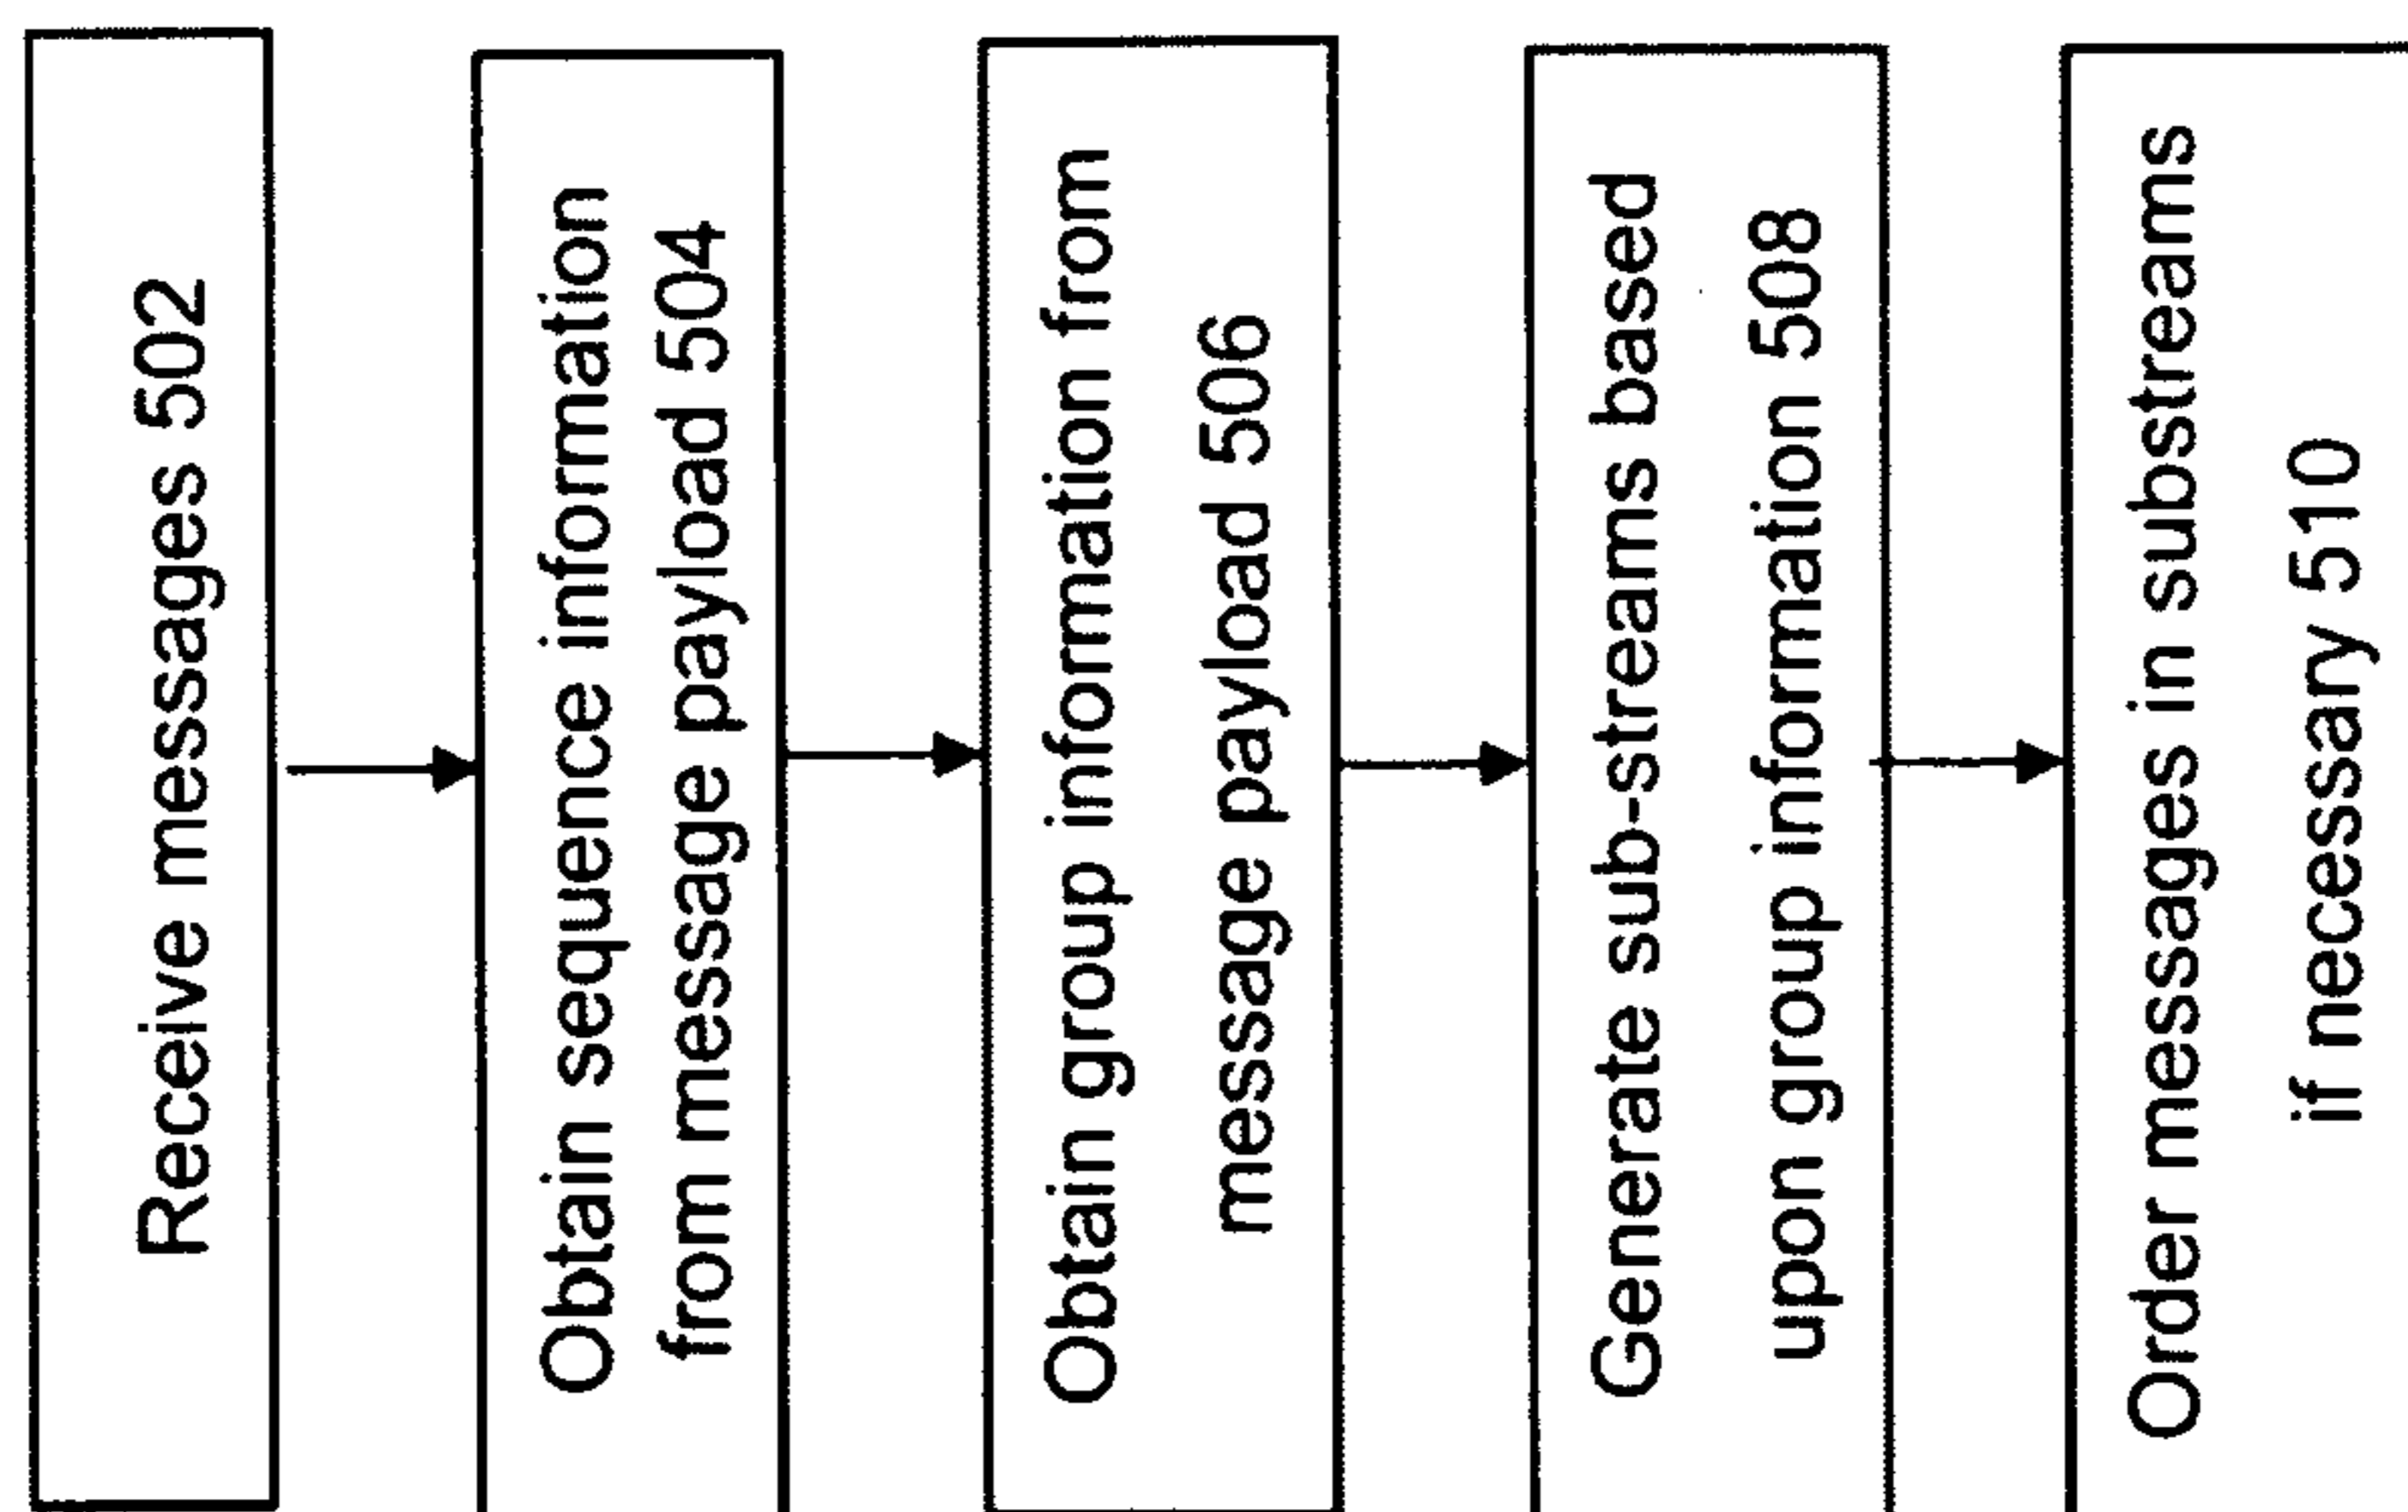 Receive messages 502
Obtain sequence information
from message payload 504
Obtain group information from
message payload 506
Generate sub-streams based
upon group information 508
Order messages in substreams
if necessary 510